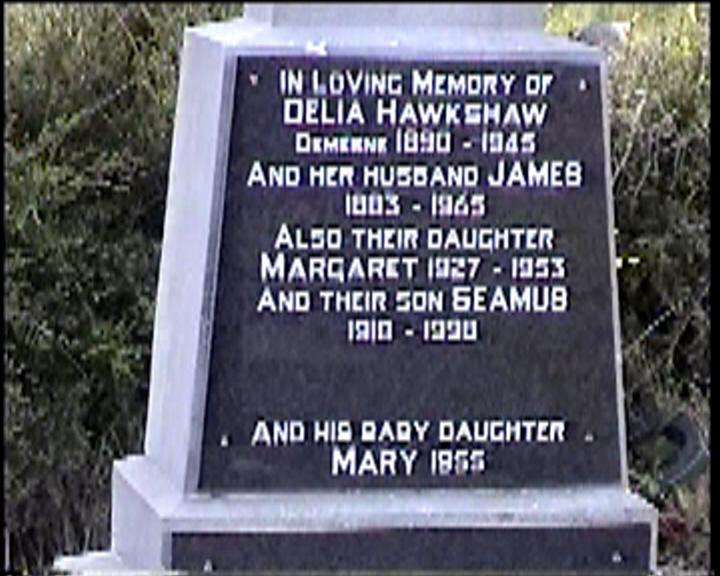 IN LOVING MEMORY OF
DELIA HAWKSHAW
DEMESNE 1890 - 1945
AND HER HUSBAND JAMES
1883 - 1965
ALSO THEIR DAUGHTER
MARGARET 1927 - 1953
AND THEIR SON SEAMUS
1910 - 1990
AND HIS BABY DAUGHTER
MARY 1955